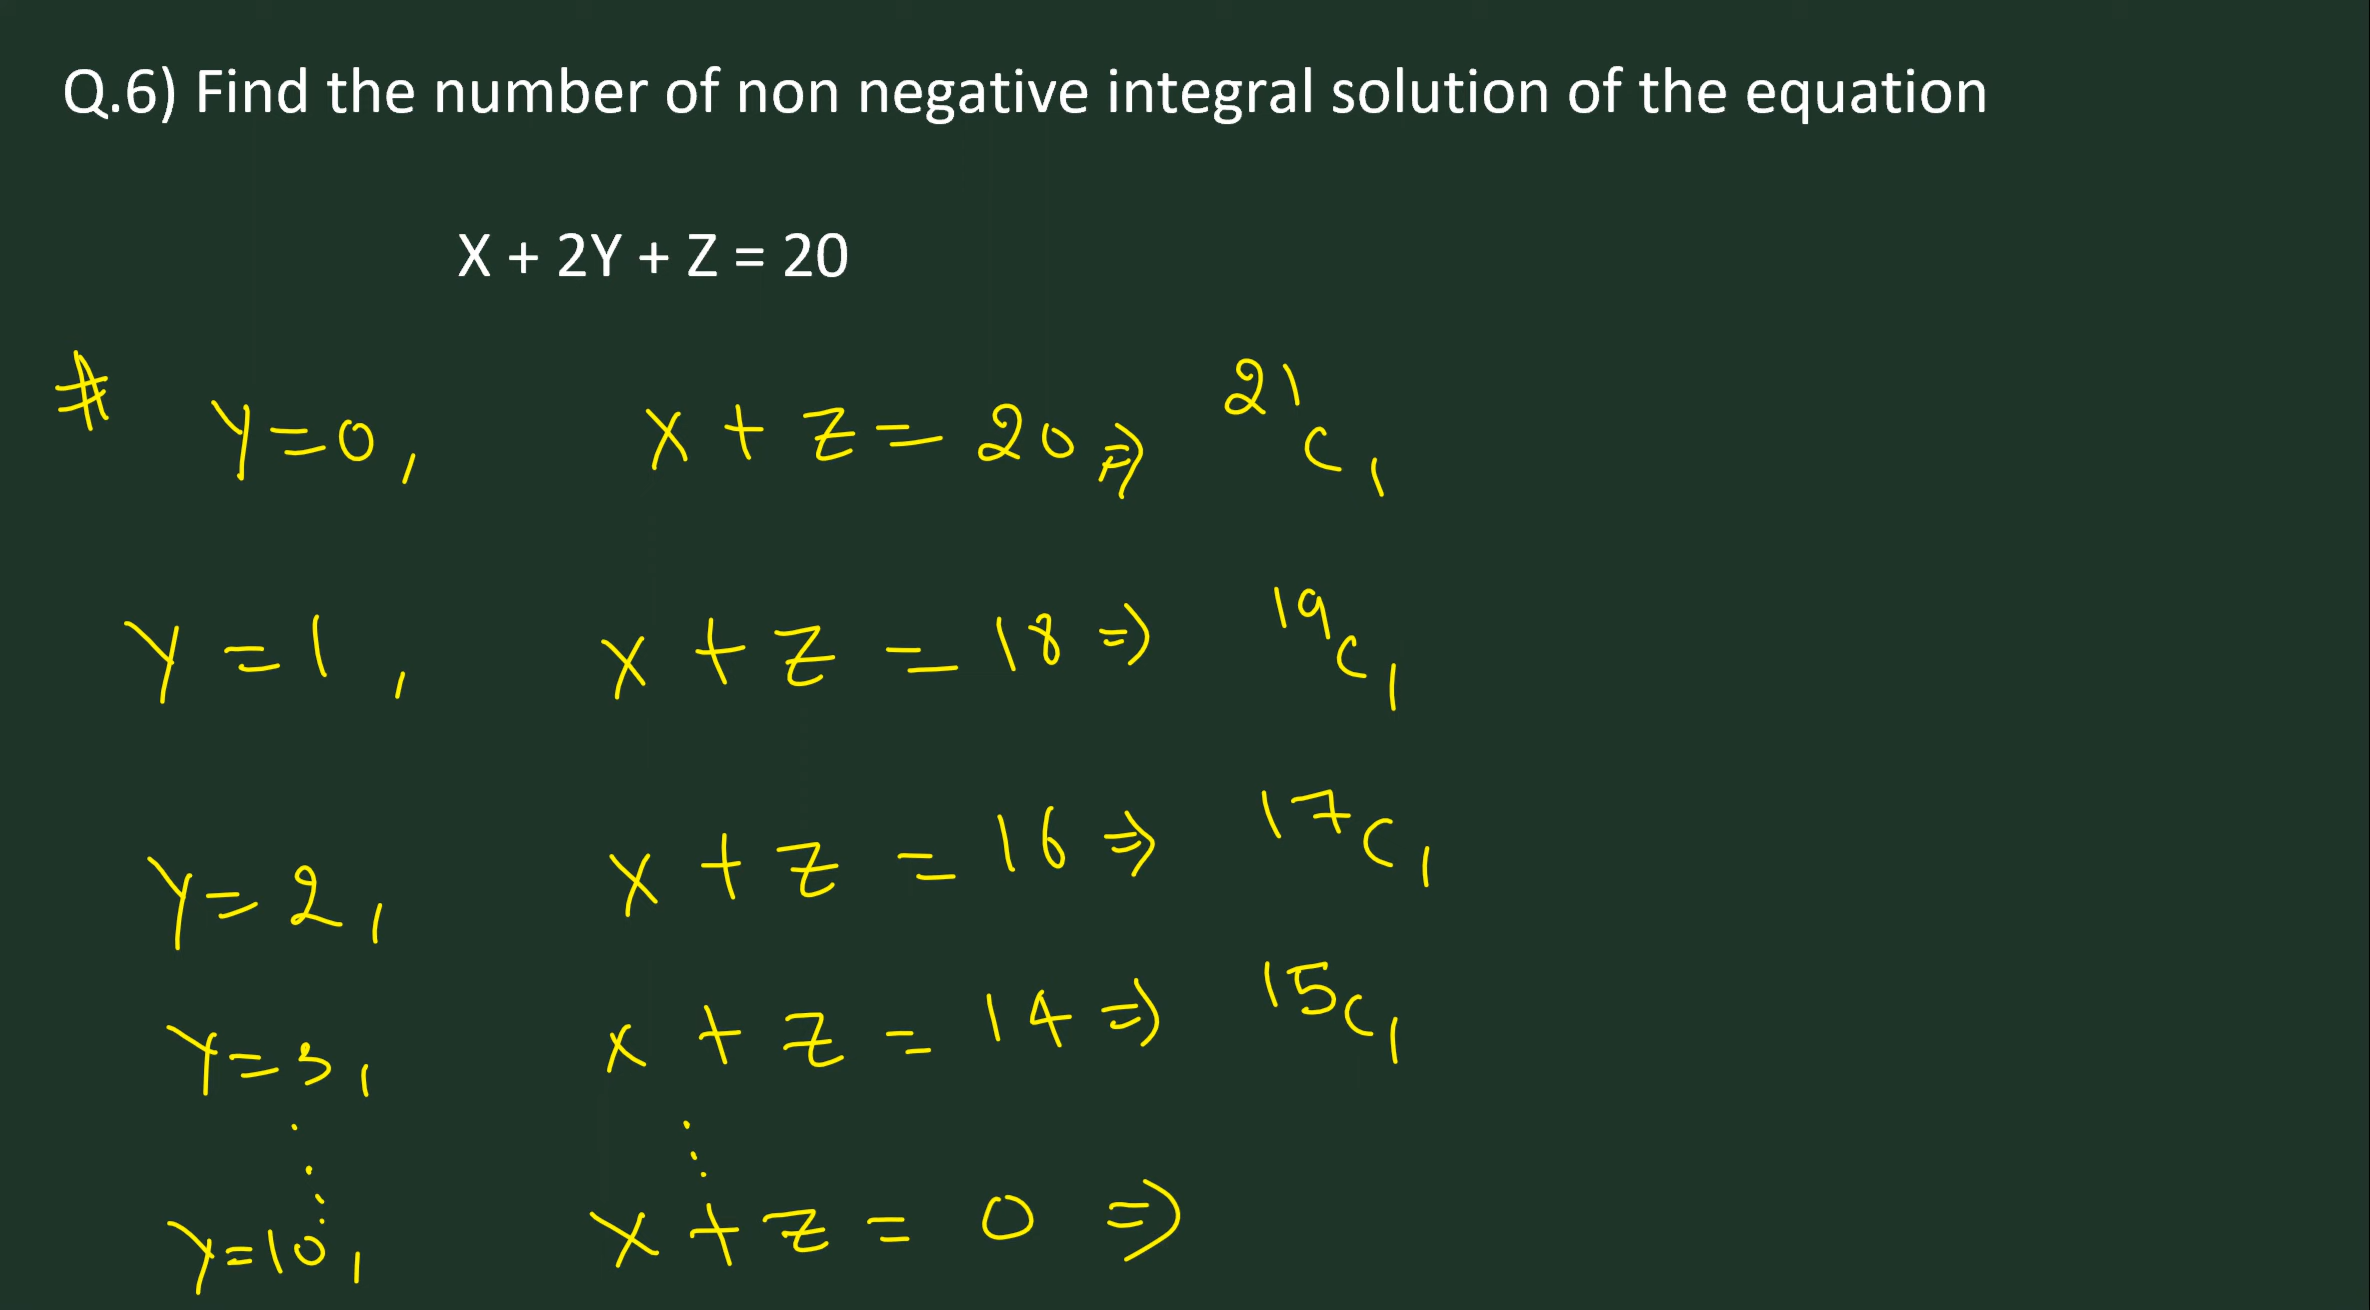 Q.6) Find the number of non negative integral solution of the equation
X + 2Y + Z = 20
# Y=0, X + Z = 20 ⇒ ²¹C₁
Y = 1, X + Z = 18 ⇒ ¹⁹C₁
Y = 2, X + Z = 16 ⇒ ¹⁷C₁
Y = 3, X + Z = 14 ⇒ ¹⁵C₁
Y=10, X + Z = 0 ⇒